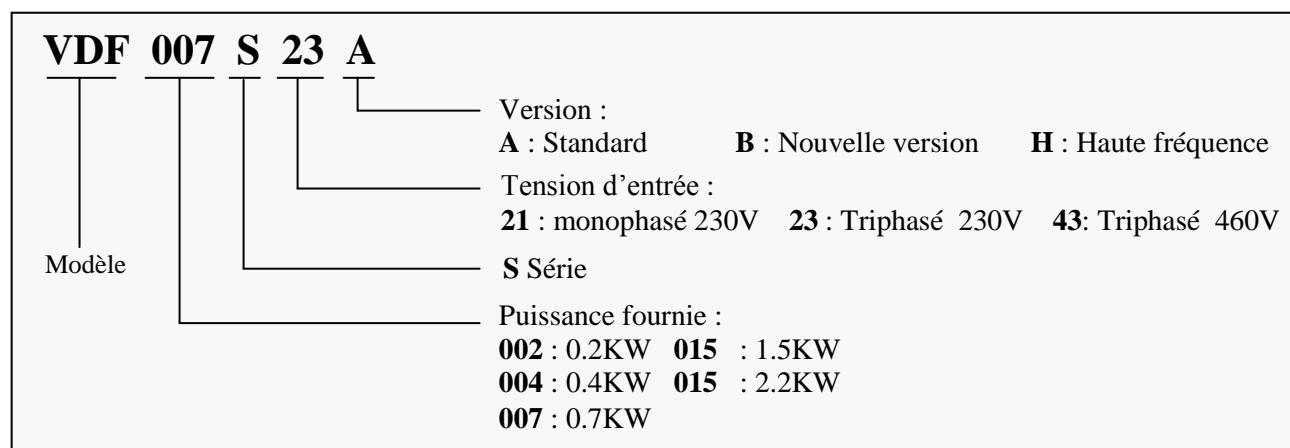 VDF 007 S 23 A
Version :
A : Standard B : Nouvelle version H : Haute fréquence
Tension d’entrée :
21 : monophasé 230V 23 : Triphasé 230V 43: Triphasé 460V
Modèle
S Série
Puissance fournie :
002 : 0.2KW 015 : 1.5KW
004 : 0.4KW 015 : 2.2KW
007 : 0.7KW